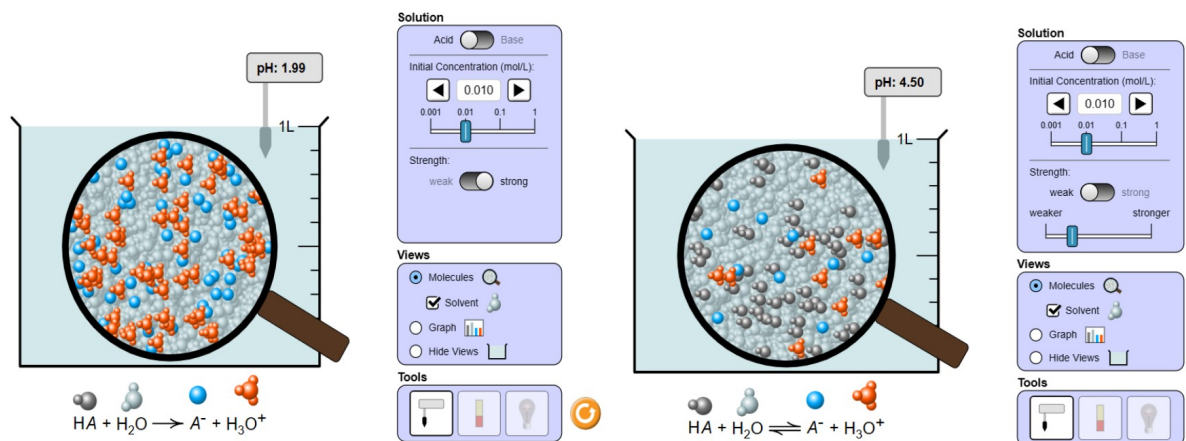 pH: 1.99
1L
HA + H₂O → A⁻ + H₃O⁺
Solution
Acid Base
Initial Concentration (mol/L):
0.010
0.001 0.01 0.1 1
Strength:
weak strong
Views
Molecules
Solvent
Graph
Hide Views
Tools
pH: 4.50
1L
HA + H₂O ⇌ A⁻ + H₃O⁺
Solution
Acid Base
Initial Concentration (mol/L):
0.010
0.001 0.01 0.1 1
Strength:
weak strong
weaker stronger
Views
Molecules
Solvent
Graph
Hide Views
Tools